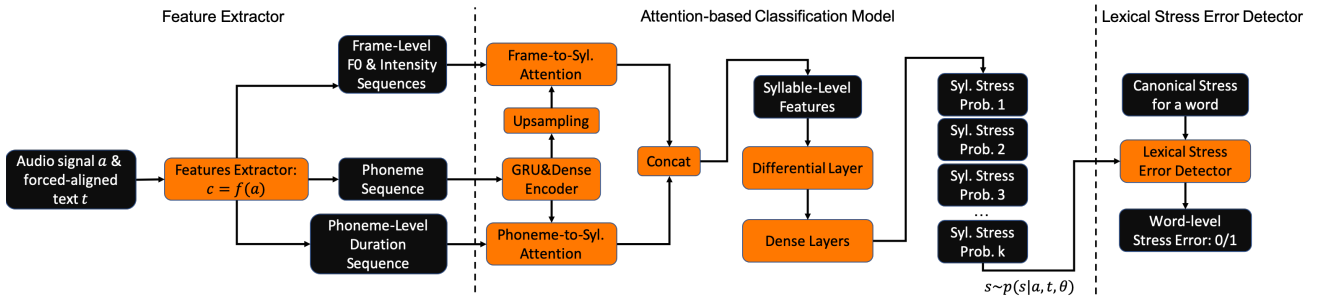 Feature Extractor
Attention-based Classification Model
Lexical Stress Error Detector
Audio signal a &
forced-aligned
text t
Features Extractor:
c = f(a)
Frame-Level
F0 & Intensity
Sequences
Phoneme
Sequence
Phoneme-Level
Duration
Sequence
Frame-to-Syl.
Attention
Upsampling
GRU&Dense
Encoder
Phoneme-to-Syl.
Attention
Concat
Syllable-Level
Features
Differential Layer
Dense Layers
Syl. Stress
Prob. 1
Syl. Stress
Prob. 2
Syl. Stress
Prob. 3
...
Syl. Stress
Prob. k
s~p(s|a, t, θ)
Canonical Stress
for a word
Lexical Stress
Error Detector
Word-level
Stress Error: 0/1